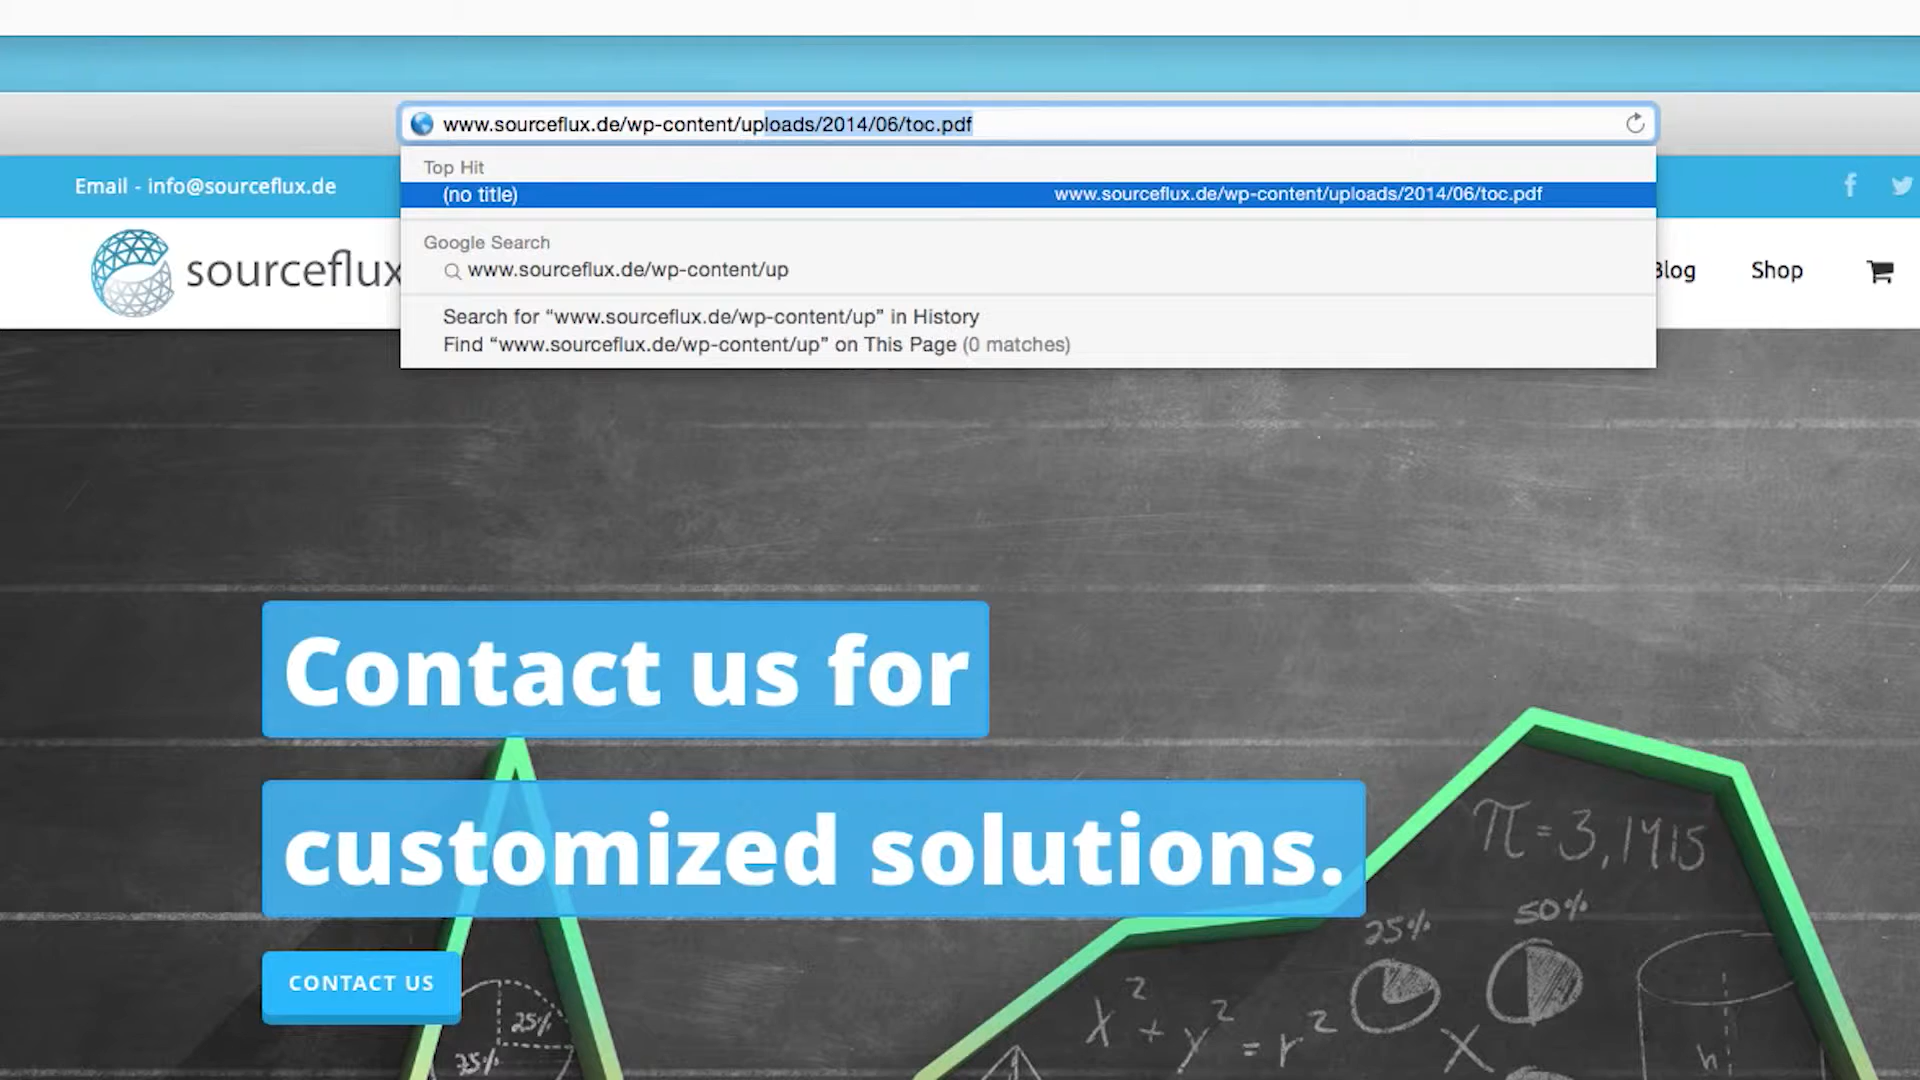 www.sourceflux.de/wp-content/uploads/2014/06/toc.pdf
Top Hit
(no title) www.sourceflux.de/wp-content/uploads/2014/06/toc.pdf
Email - info@sourceflux.de
Google Search
www.sourceflux.de/wp-content/up
sourceflux
Blog Shop
Search for “www.sourceflux.de/wp-content/up” in History
Find “www.sourceflux.de/wp-content/up” on This Page (0 matches)
Contact us for
customized solutions.
CONTACT US
π=3,1415
25%
50%
25%
75%
x² + y² = r²
X
h